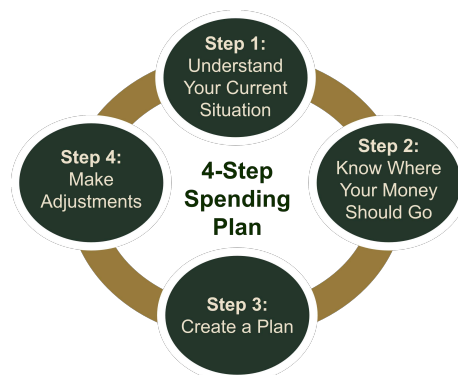 Step 1:
Understand
Your Current
Situation
Step 2:
Know Where
Your Money
Should Go
Step 3:
Create a Plan
Step 4:
Make
Adjustments
4-Step
Spending
Plan